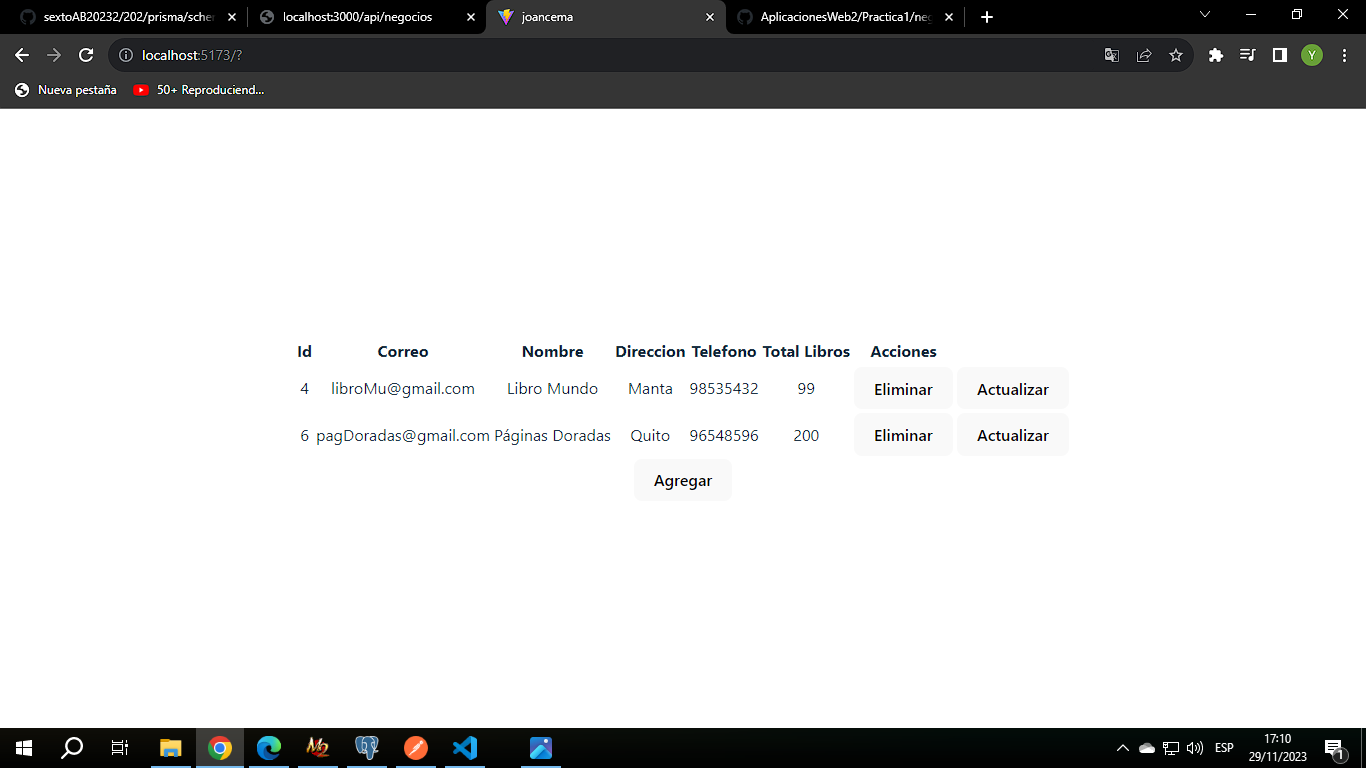 sextoAB20232/202/prisma/schem
localhost:3000/api/negocios
joancema
AplicacionesWeb2/Practica1/neg
localhost:5173/?
Y
Nueva pestaña
50+ Reproduciend...
Id Correo Nombre Direccion Telefono Total Libros Acciones
4 libroMu@gmail.com Libro Mundo Manta 98535432 99 Eliminar Actualizar
6 pagDoradas@gmail.com Páginas Doradas Quito 96548596 200 Eliminar Actualizar
Agregar
ESP
17:10
29/11/2023
1